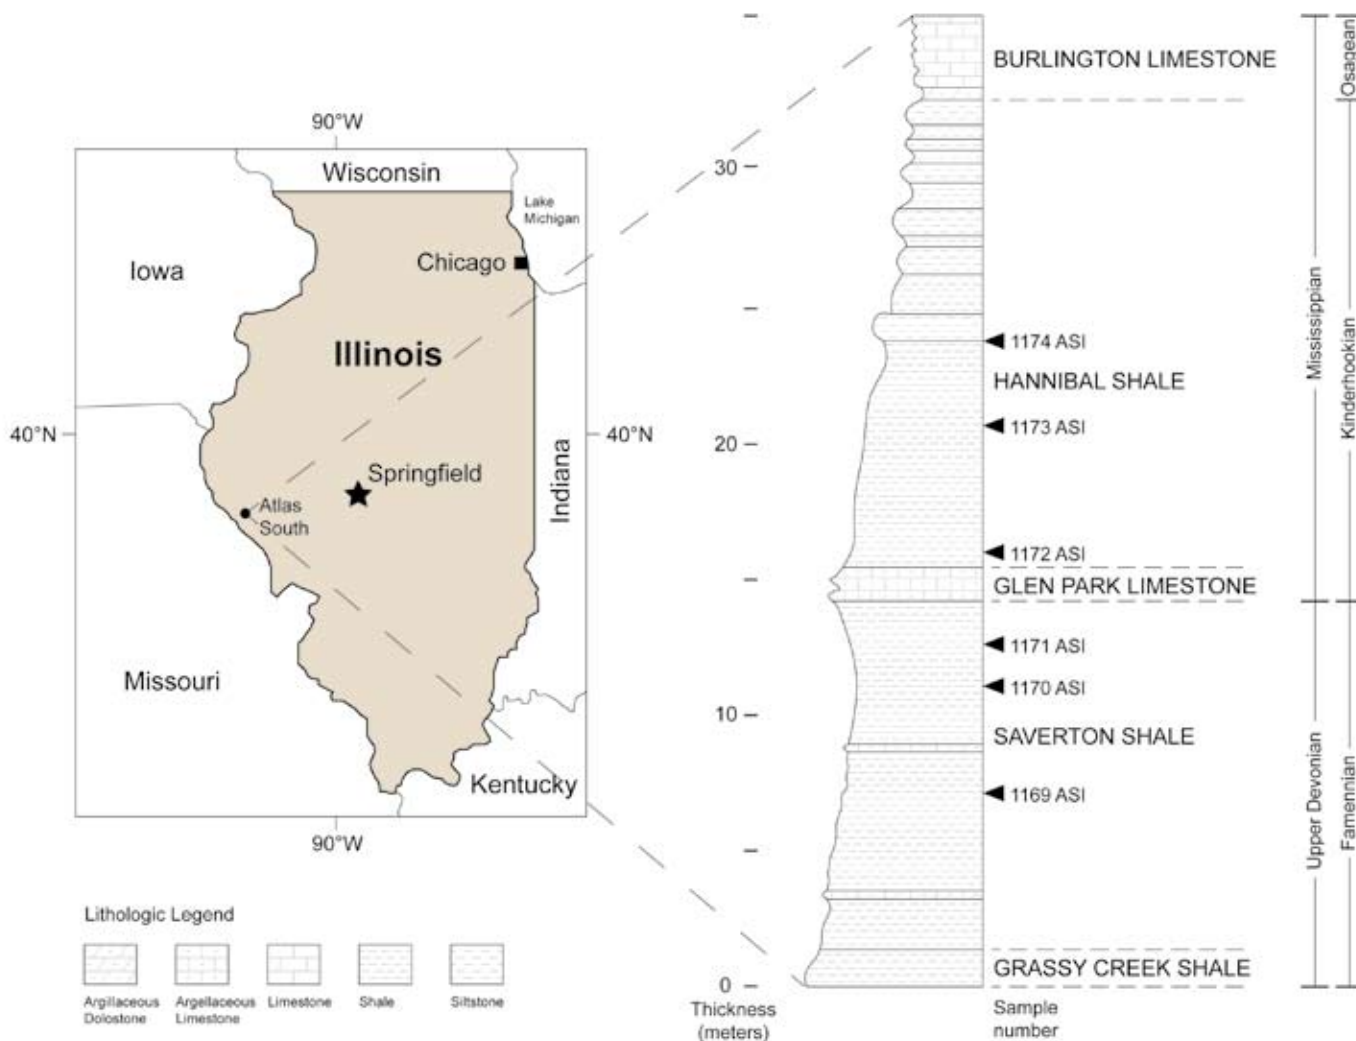 90°W
Wisconsin
Lake
Michigan
Iowa
Chicago
Illinois
40°N
40°N
Springfield
Atlas
South
Indiana
Missouri
Kentucky
90°W
Lithologic Legend
Argillaceous
Dolostone
Argellaceous
Limestone
Limestone
Shale
Siltstone
30
20
10
0
Thickness
(meters)
BURLINGTON LIMESTONE
1174 ASI
HANNIBAL SHALE
1173 ASI
1172 ASI
GLEN PARK LIMESTONE
1171 ASI
1170 ASI
SAVERTON SHALE
1169 ASI
GRASSY CREEK SHALE
Sample
number
Mississippian
Upper Devonian
Osagean
Kinderhookian
Famennian